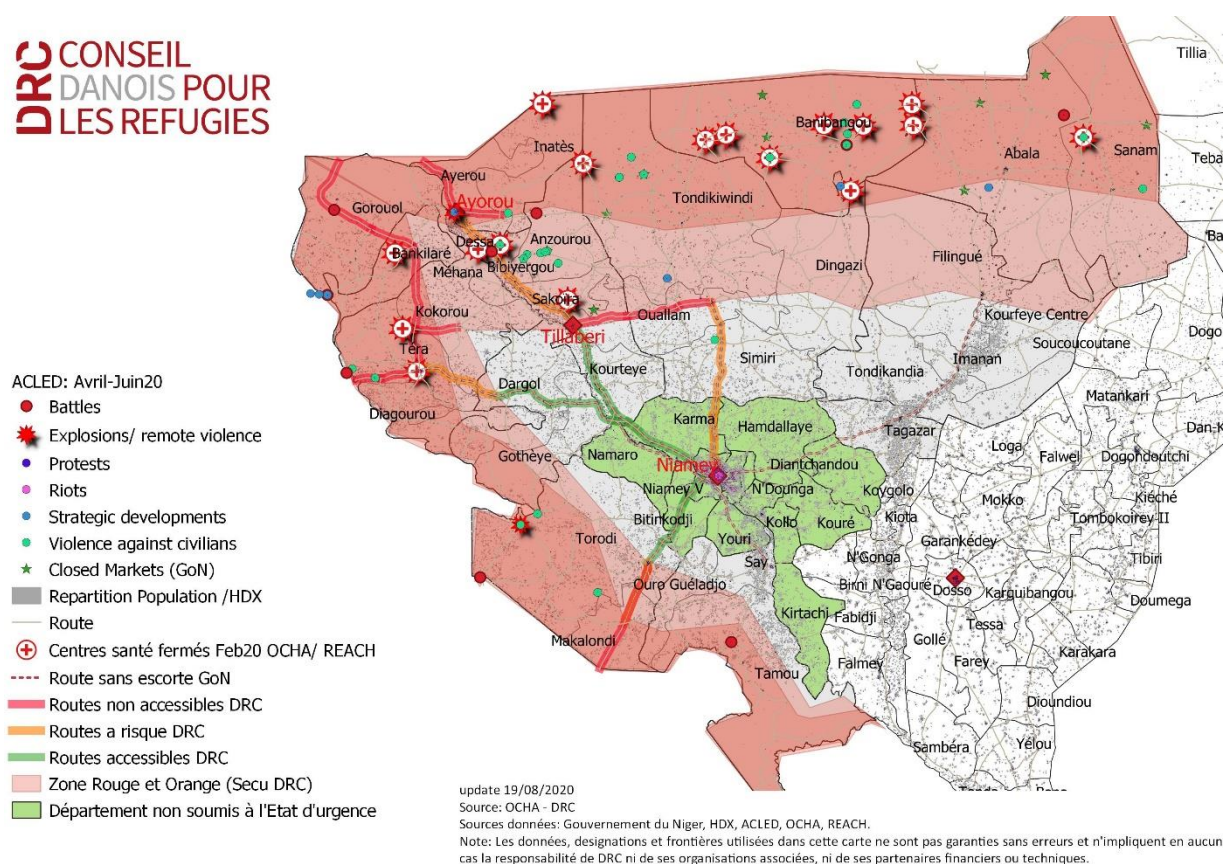 DRC CONSEIL
DANOIS POUR
LES REFUGIES
Tillia
Banibangou
Inatès
Abala
Sanam
Teba
Ayerou
Tondikiwindi
Gorouol
Ayorou
Dessa
Anzourou
Bankilaré
Bibiyergou
Méhana
Dingazi
Filingué
Ba
Sakoira
Kokorou
Ouallam
Kourfeye Centre
Dogo
Tillaberi
Soucoucoutane
Téra
Simiri
Imanan
Kourteye
Tondikandia
Dargol
Matankari
Diagourou
Karma
Hamdallaye
Tagazar
Dan-K
Loga
Gothèye
Namaro
Falwel
Dogondoutchi
Niamey
Diantchandou
Niamey V
N'Dounga
Koygolo
Mokko
Kiéché
Bitinkodji
Kollo
Kouré
Kiota
Tombokoirey II
Torodi
Youri
Garankédey
Say
N'Gonga
Tibiri
Ouro Guéladjo
Birni N'Gaouré
Dosso
Karguibangou
Doumega
Kirtachi
Fabidji
Tessa
Makalondi
Gollé
Karakara
Tamou
Falmey
Farey
Dioundiou
Sambéra
Yélou
ACLED: Avril-Juin20
Battles
Explosions/ remote violence
Protests
Riots
Strategic developments
Violence against civilians
Closed Markets (GoN)
Repartition Population /HDX
Route
Centres santé fermés Feb20 OCHA/ REACH
Route sans escorte GoN
Routes non accessibles DRC
Routes a risque DRC
Routes accessibles DRC
Zone Rouge et Orange (Secu DRC)
Département non soumis à l'Etat d'urgence
update 19/08/2020
Source: OCHA - DRC
Sources données: Gouvernement du Niger, HDX, ACLED, OCHA, REACH.
Note: Les données, designations et frontières utilisées dans cette carte ne sont pas garanties sans erreurs et n'impliquent en aucun
cas la responsabilité de DRC ni de ses organisations associées, ni de ses partenaires financiers ou techniques.